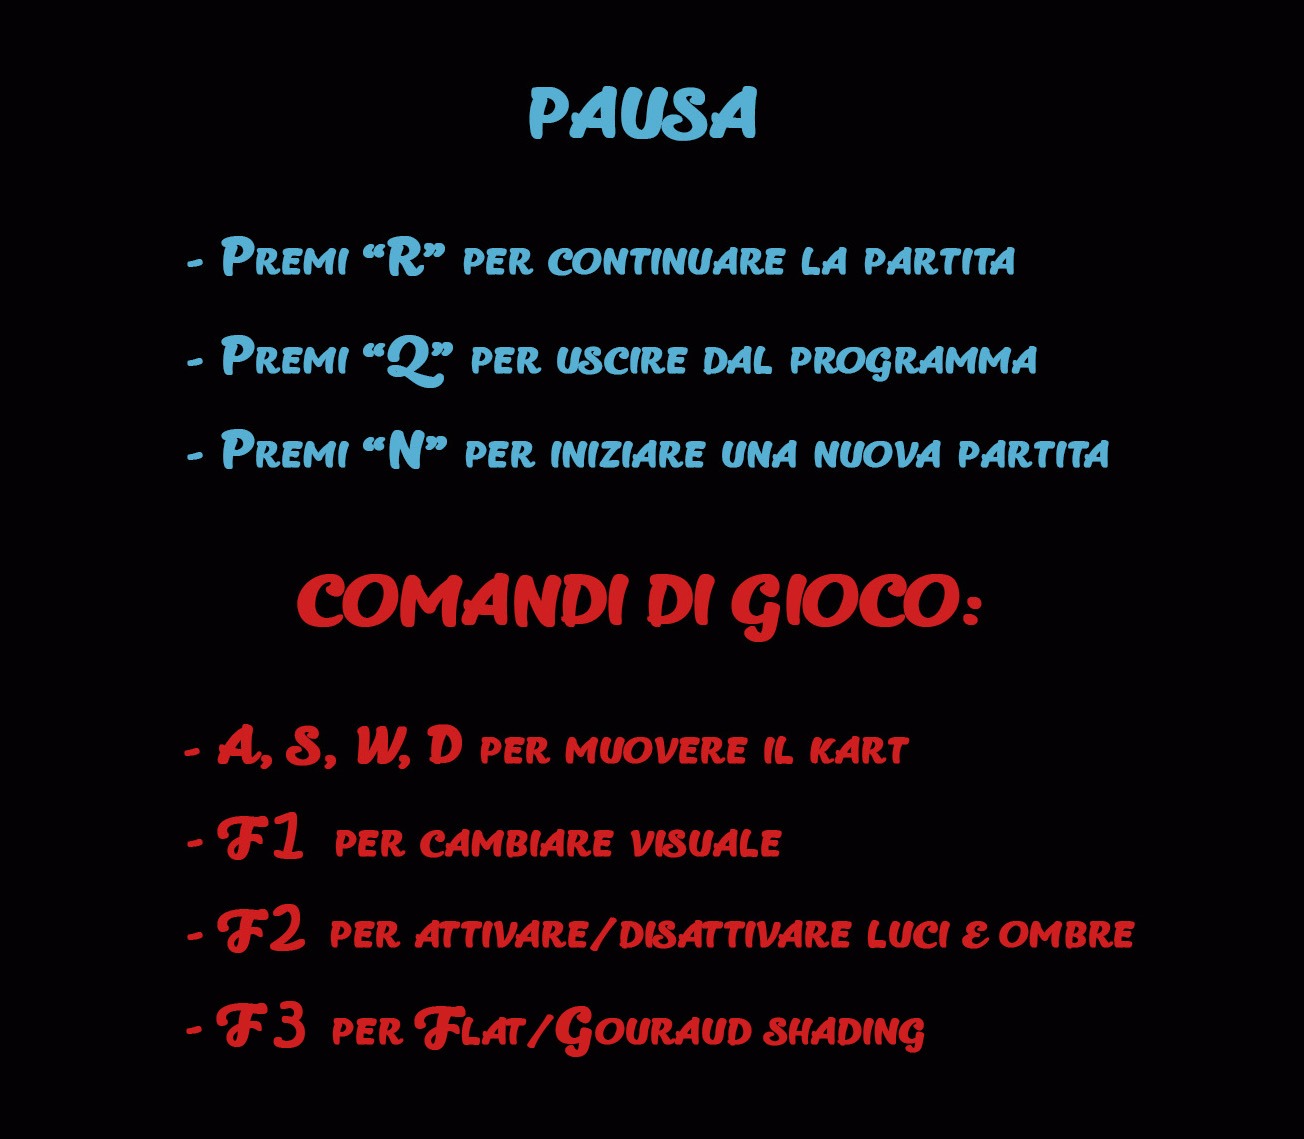 PAUSA
- Premi “R” per continuare la partita
- Premi “Q” per uscire dal programma
- Premi “N” per iniziare una nuova partita
COMANDI DI GIOCO:
- A, S, W, D per muovere il kart
- F1 per cambiare visuale
- F2 per attivare/disattivare luci & ombre
- F3 per Flat/Gouraud shading